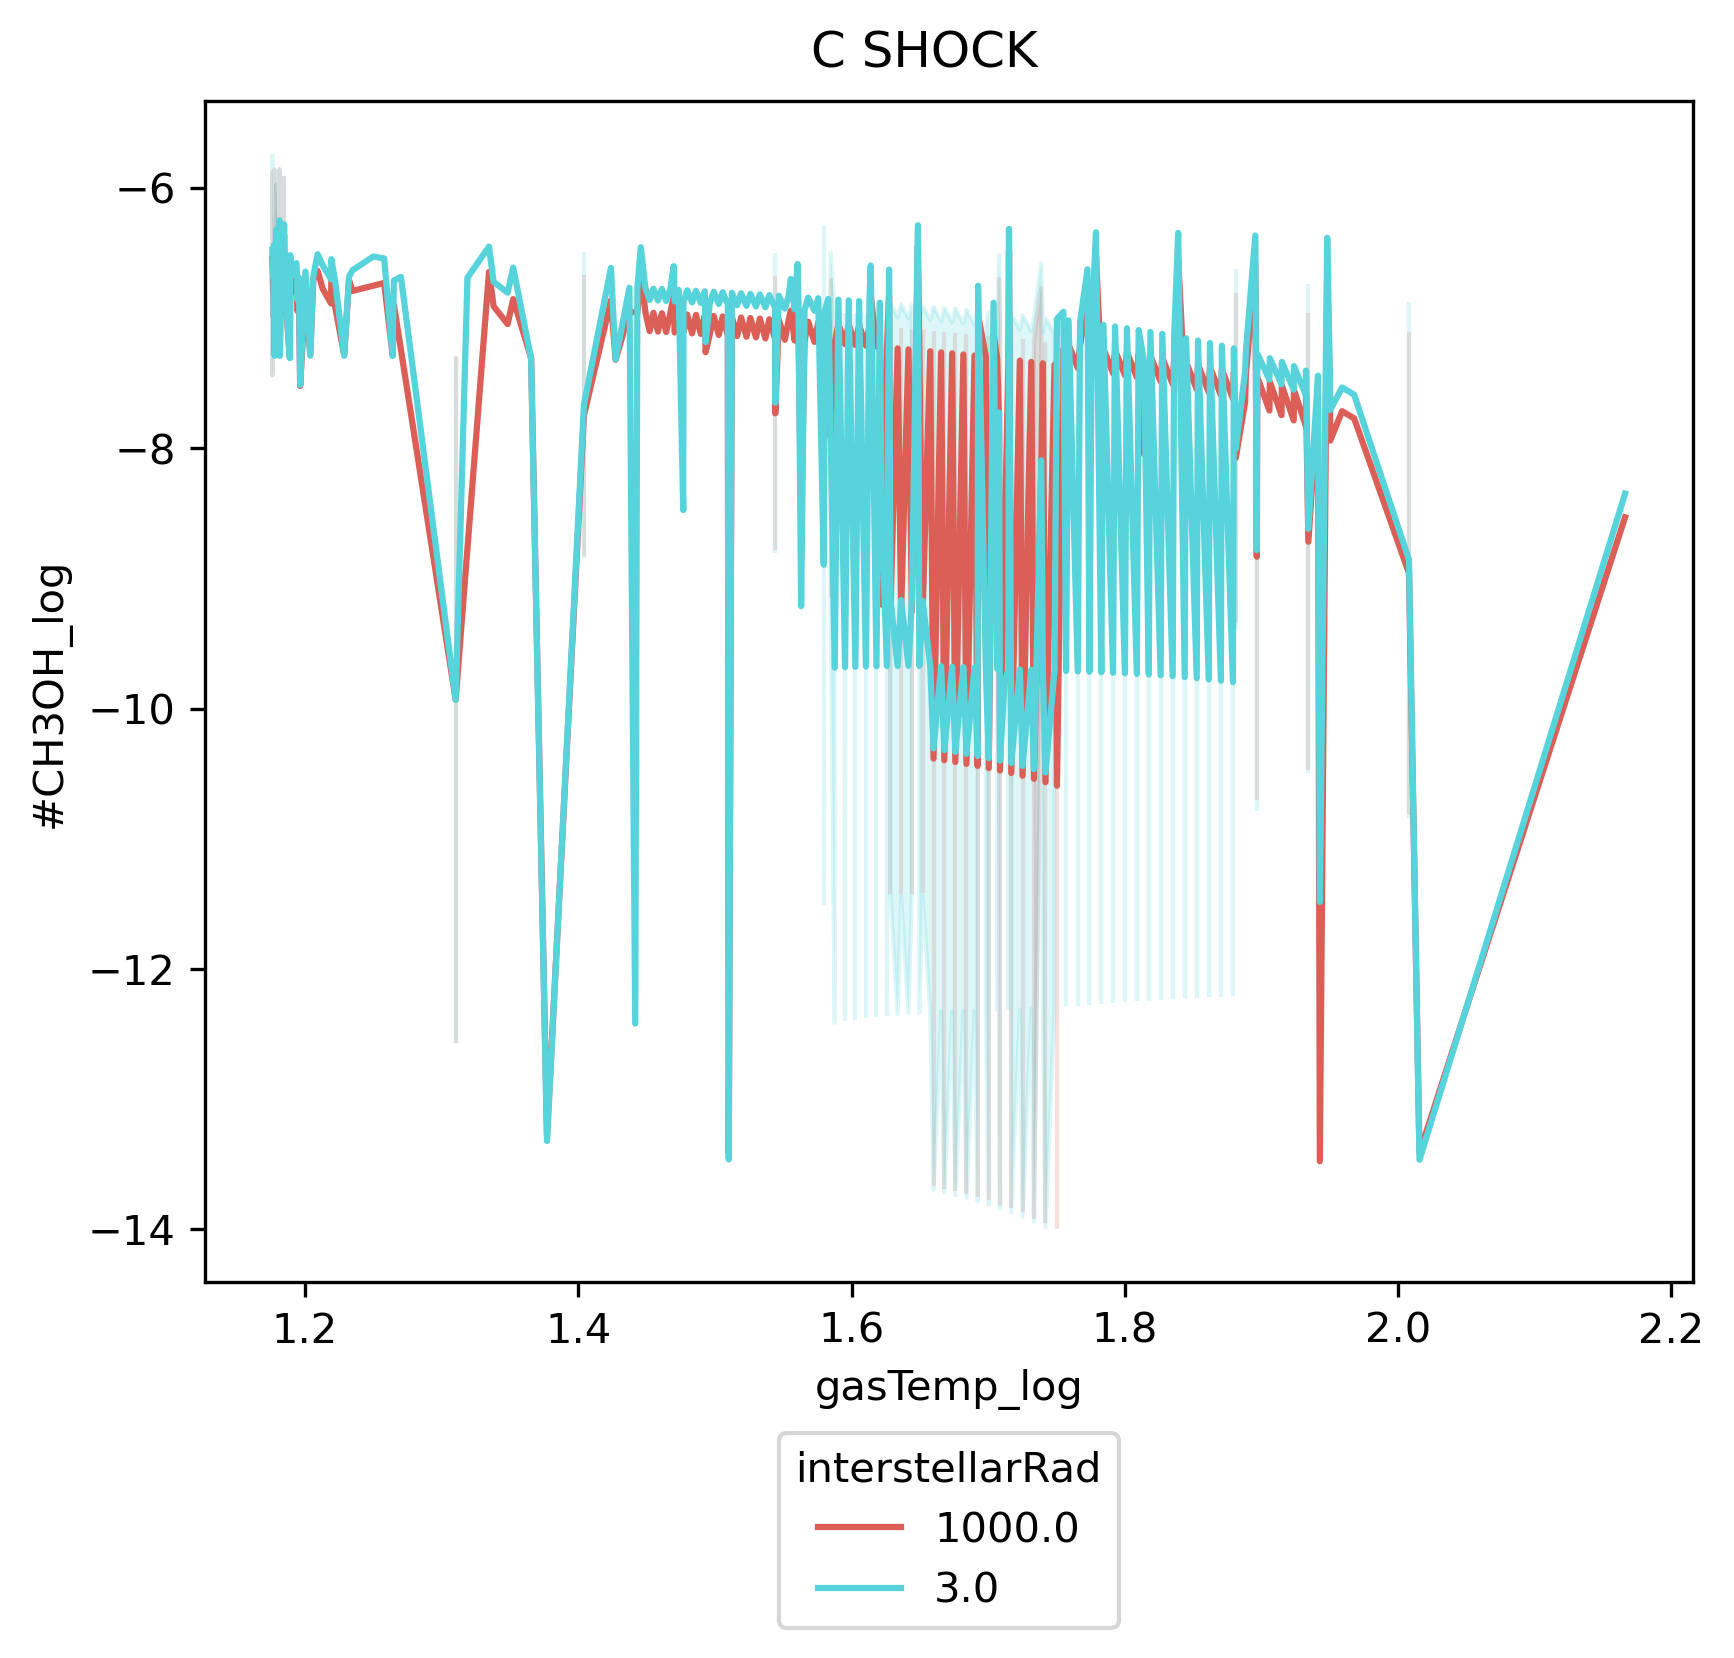 C SHOCK
−6
−8
−10
−12
−14
#CH3OH_log
1.2 1.4 1.6 1.8 2.0 2.2
gasTemp_log
interstellarRad
1000.0
3.0